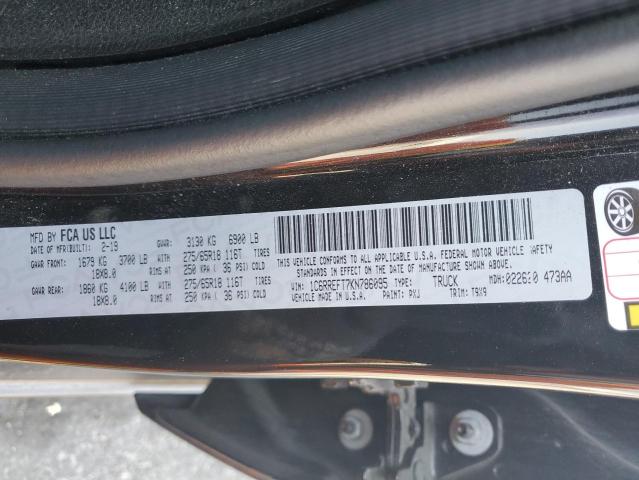 MFD BY FCA US LLC
DATE OF MFR(BUILT): 2-19 GVWR: 3130 KG 6900 LB
GAWR FRONT: 1679 KG 3700 LB WITH 275/65R18 116T TIRES
18X8.0 RIMS AT 250 KPA ( 36 PSI) COLD
GAWR REAR: 1860 KG 4100 LB WITH 275/65R18 116T TIRES
18X8.0 RIMS AT 250 KPA ( 36 PSI) COLD
THIS VEHICLE CONFORMS TO ALL APPLICABLE U.S.A. FEDERAL MOTOR VEHICLE SAFETY
STANDARDS IN EFFECT ON THE DATE OF MANUFACTURE SHOWN ABOVE.
VIN: 1C6RREFT7KN786095 TYPE: TRUCK MDH: 473AA
VEHICLE MADE IN U.S.A. PAINT: PXJ TRIM: T9X9